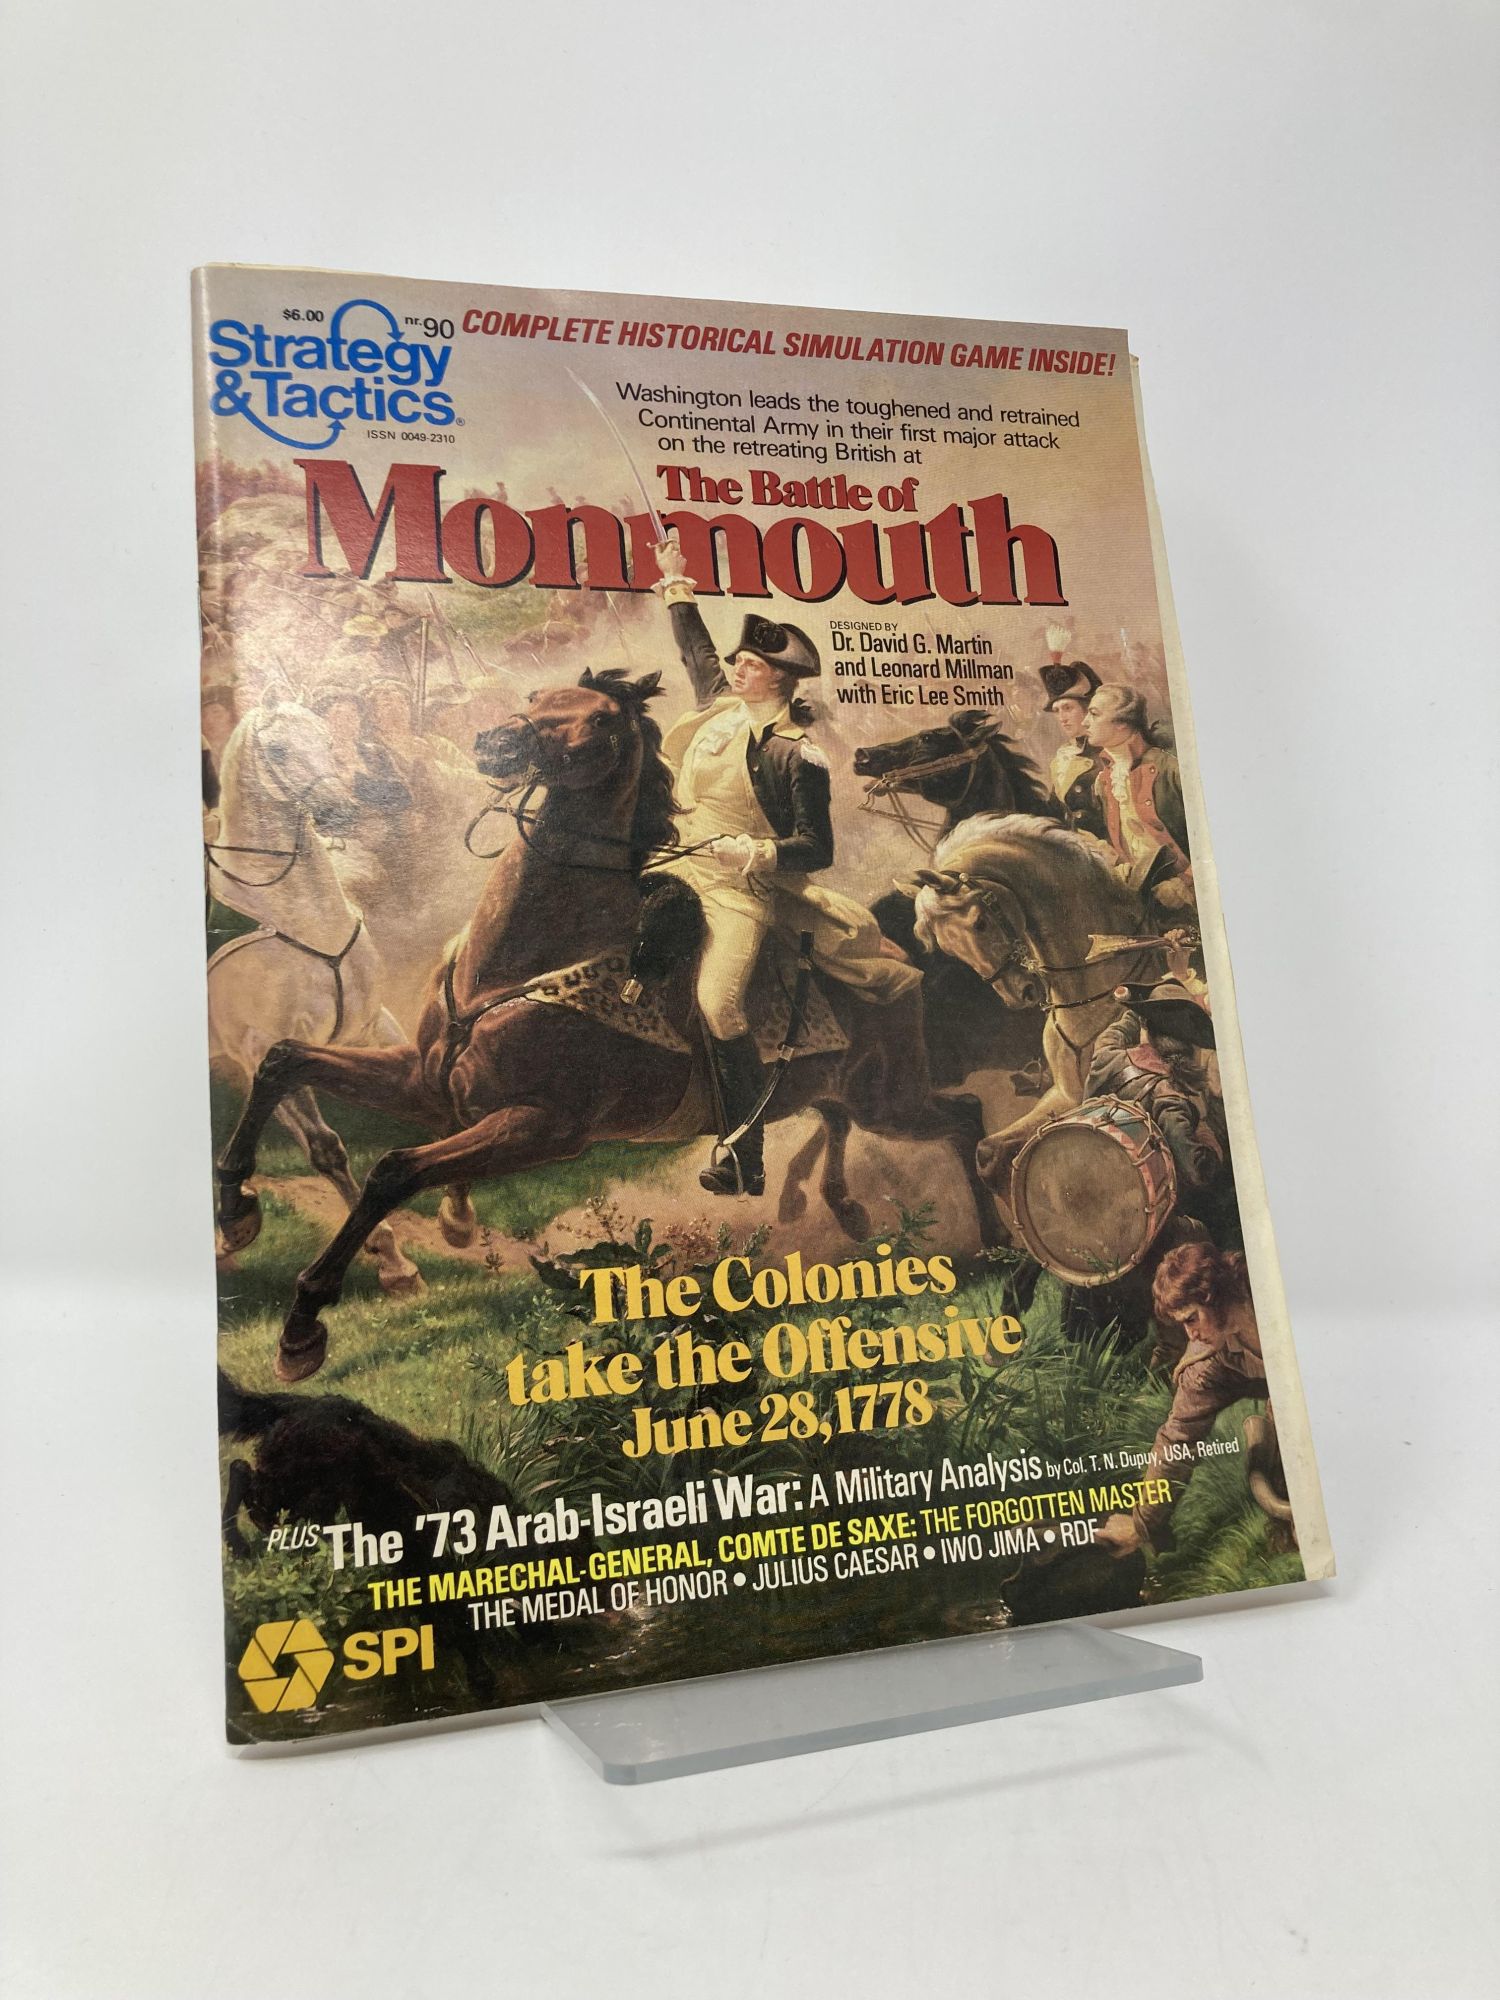 $6.00
nr. 90
Strategy
& Tactics®
ISSN 0049-2310
COMPLETE HISTORICAL SIMULATION GAME INSIDE!
Washington leads the toughened and retrained
Continental Army in their first major attack
on the retreating British at
The Battle of
Monmouth
DESIGNED BY
Dr. David G. Martin
and Leonard Millman
with Eric Lee Smith
The Colonies
take the Offensive
June 28, 1778
PLUS The '73 Arab-Israeli War: A Military Analysis by Col. T. N. Dupuy, USA, Retired
THE MARECHAL-GENERAL, COMTE DE SAXE: THE FORGOTTEN MASTER
THE MEDAL OF HONOR • JULIUS CAESAR • IWO JIMA • RDF
SPI